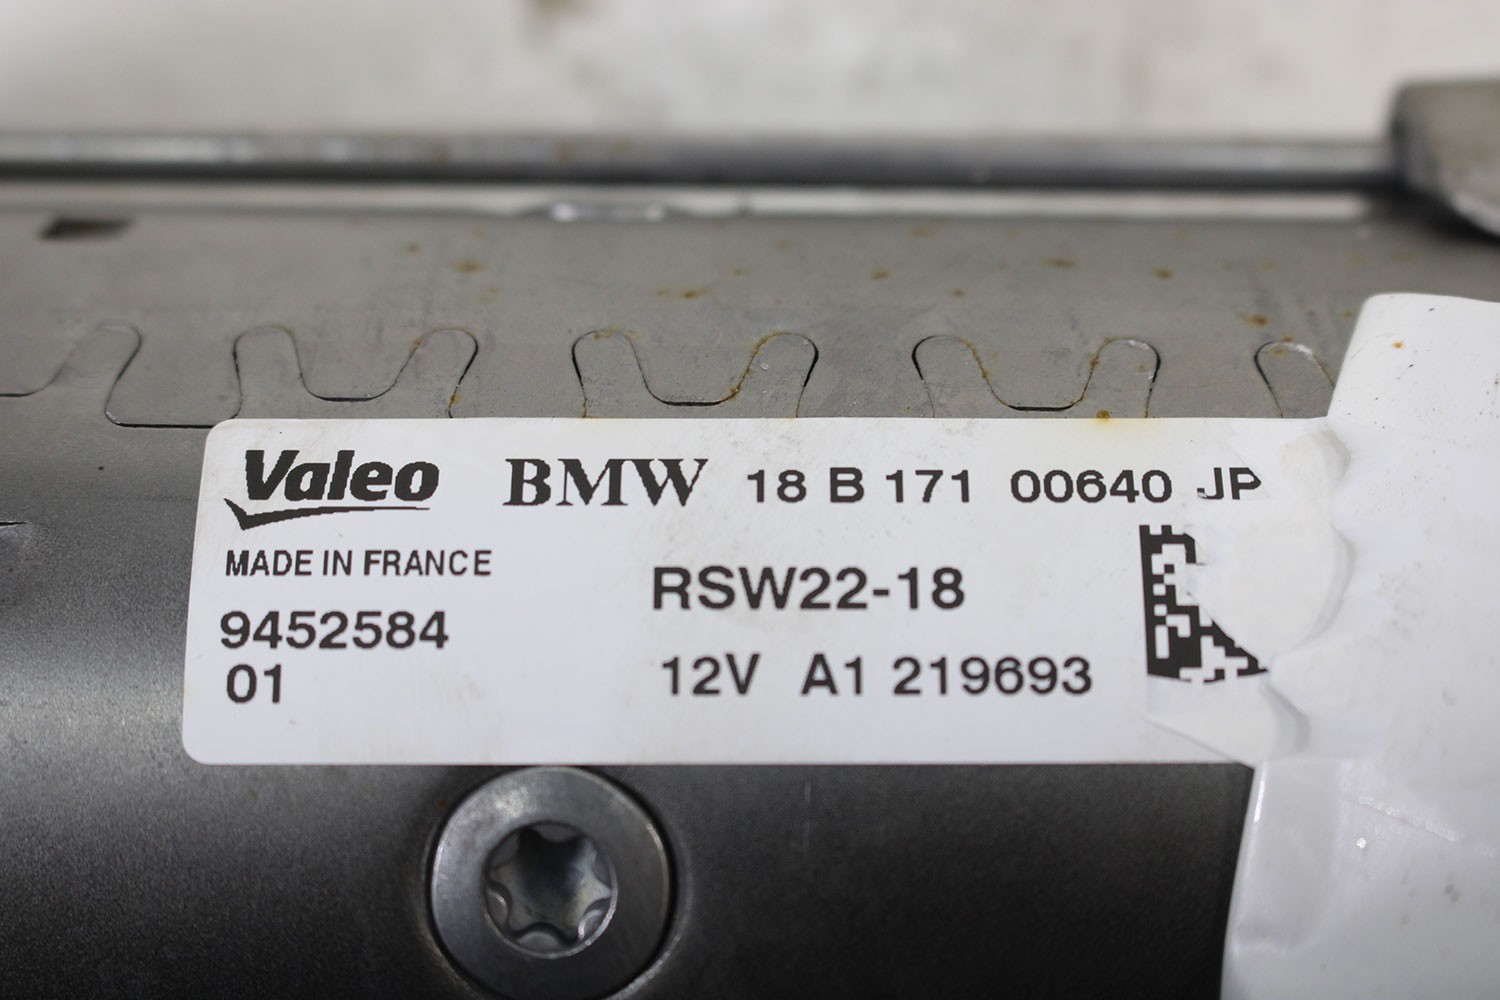 Valeo BMW 18 B 171 00640 JP
MADE IN FRANCE
RSW22-18
9452584
01
12V A1 219693